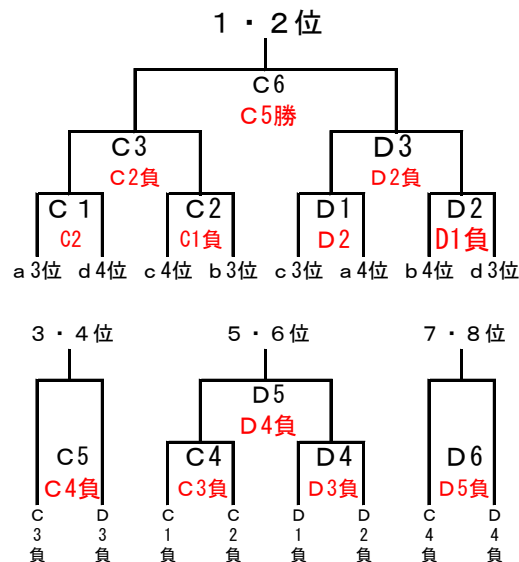 １・２位
Ｃ６
Ｃ５勝
Ｃ３ Ｄ３
Ｃ２負 Ｄ２負
Ｃ１ Ｃ２ Ｄ１ Ｄ２
C2 C1負 Ｄ２ D1負
ａ３位 ｄ４位 ｃ４位 ｂ３位 ｃ３位 ａ４位 ｂ４位 ｄ３位
３・４位 ５・６位 ７・８位
Ｄ５
Ｄ４負
Ｃ５ Ｃ４ Ｄ４ Ｄ６
Ｃ４負 Ｃ３負 Ｄ３負 Ｄ５負
Ｃ３負 Ｄ３負 Ｃ１負 Ｃ２負 Ｄ１負 Ｄ２負 Ｃ４負 Ｄ４負